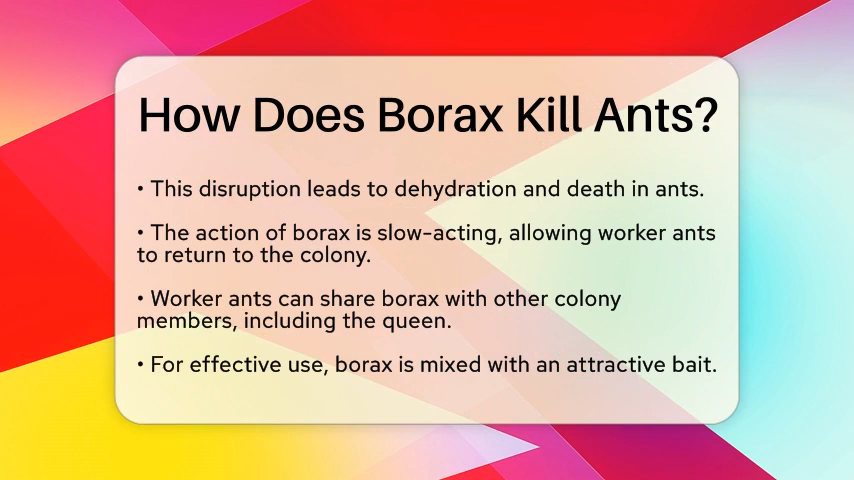 How Does Borax Kill Ants?
• This disruption leads to dehydration and death in ants.
• The action of borax is slow-acting, allowing worker ants
to return to the colony.
• Worker ants can share borax with other colony
members, including the queen.
• For effective use, borax is mixed with an attractive bait.